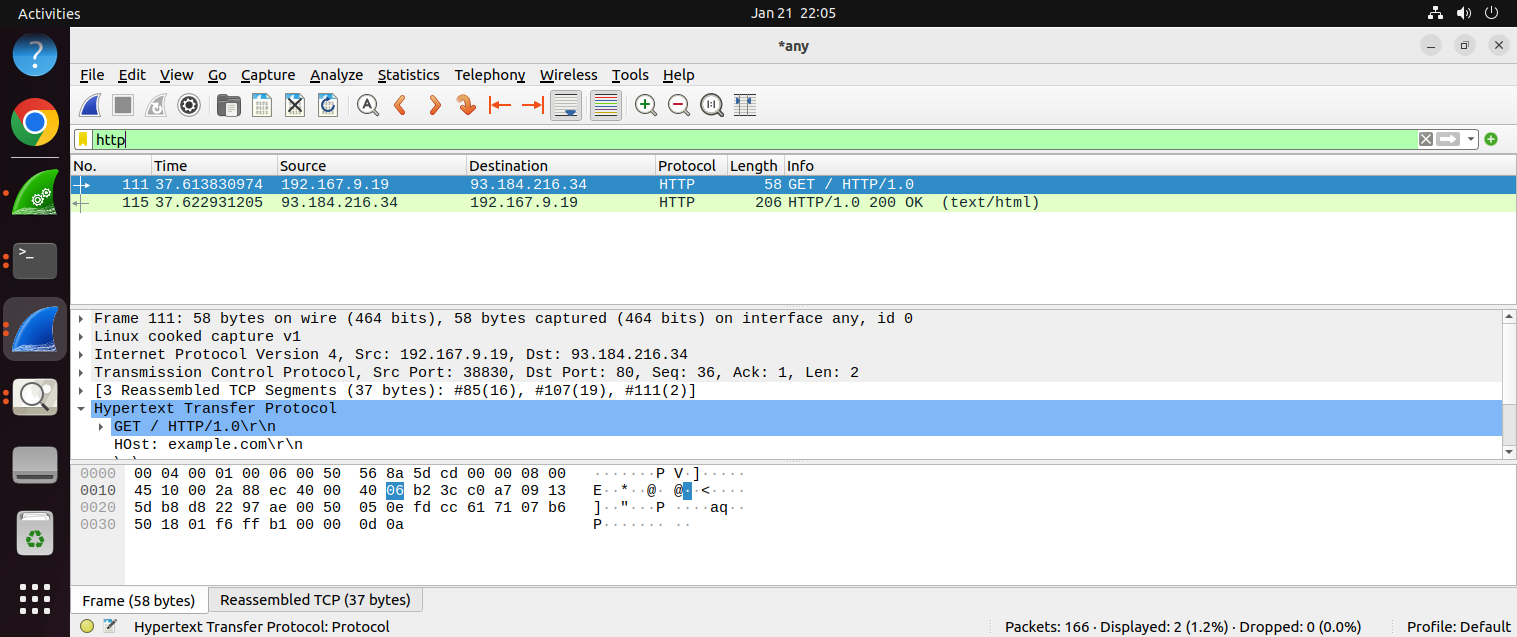 Activities
Jan 21 22:05
*any
File Edit View Go Capture Analyze Statistics Telephony Wireless Tools Help
http
No. Time Source Destination Protocol Length Info
111 37.613830974 192.167.9.19 93.184.216.34 HTTP 58 GET / HTTP/1.0
115 37.622931205 93.184.216.34 192.167.9.19 HTTP 206 HTTP/1.0 200 OK (text/html)
Frame 111: 58 bytes on wire (464 bits), 58 bytes captured (464 bits) on interface any, id 0
Linux cooked capture v1
Internet Protocol Version 4, Src: 192.167.9.19, Dst: 93.184.216.34
Transmission Control Protocol, Src Port: 38830, Dst Port: 80, Seq: 36, Ack: 1, Len: 2
[3 Reassembled TCP Segments (37 bytes): #85(16), #107(19), #111(2)]
Hypertext Transfer Protocol
GET / HTTP/1.0\r\n
HOst: example.com\r\n
0000 00 04 00 01 00 06 00 50 56 8a 5d cd 00 00 08 00 ·······P V·]·····
0010 45 10 00 2a 88 ec 40 00 40 06 b2 3c c0 a7 09 13 E··*··@· @··<····
0020 5d b8 d8 22 97 ae 00 50 05 0e fd cc 61 71 07 b6 ]··"···P ····aq··
0030 50 18 01 f6 ff b1 00 00 0d 0a P······· ··
Frame (58 bytes) Reassembled TCP (37 bytes)
Hypertext Transfer Protocol: Protocol Packets: 166 · Displayed: 2 (1.2%) · Dropped: 0 (0.0%) Profile: Default